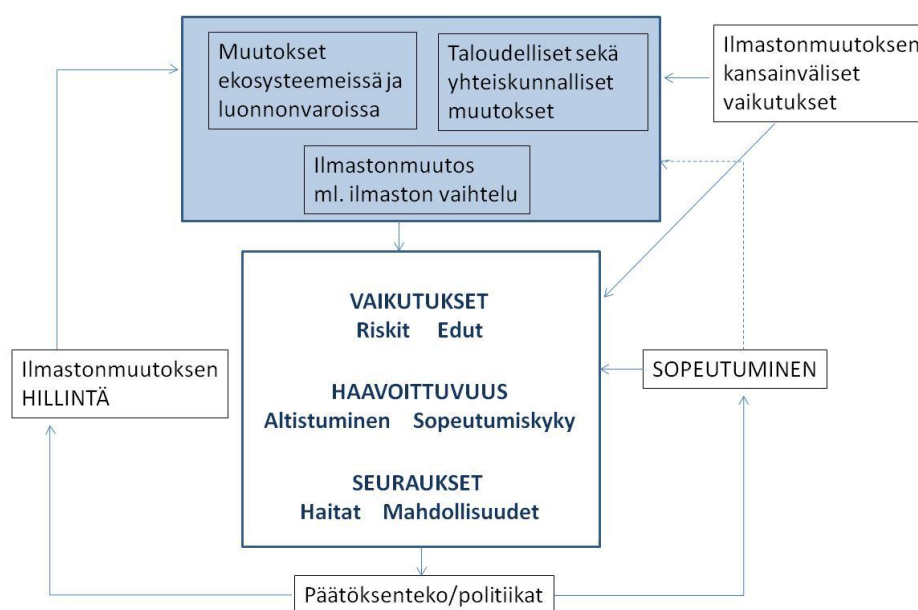 Muutokset
ekosysteemeissä ja
luonnonvaroissa
Taloudelliset sekä
yhteiskunnalliset
muutokset
Ilmastonmuutoksen
kansainväliset
vaikutukset
Ilmastonmuutos
ml. ilmaston vaihtelu
VAIKUTUKSET
Riskit Edut
Ilmastonmuutoksen
HILLINTÄ
HAAVOITTUVUUS
Altistuminen Sopeutumiskyky
SOPEUTUMINEN
SEURAUKSET
Haitat Mahdollisuudet
Päätöksenteko/politiikat